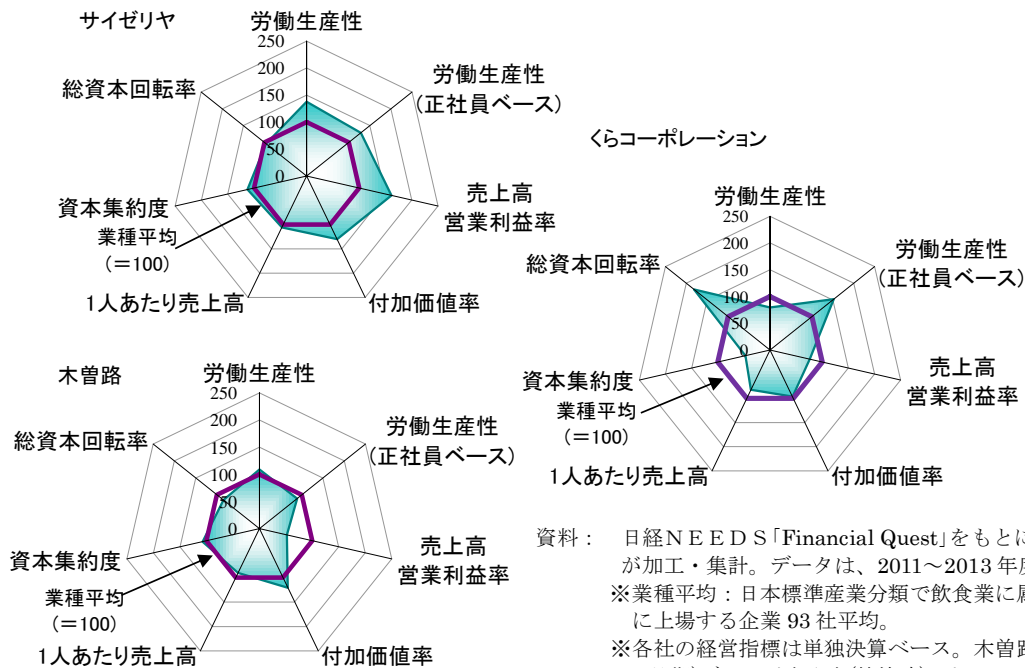 サイゼリヤ
労働生産性
250
200
150
100
50
0
労働生産性
(正社員ベース)
売上高
営業利益率
付加価値率
1人あたり売上高
資本集約度
総資本回転率
業種平均
(=100)
くらコーポレーション
労働生産性
250
200
150
100
50
0
労働生産性
(正社員ベース)
売上高
営業利益率
付加価値率
1人あたり売上高
資本集約度
総資本回転率
業種平均
(=100)
木曽路
労働生産性
250
200
150
100
50
0
労働生産性
(正社員ベース)
売上高
営業利益率
付加価値率
1人あたり売上高
資本集約度
総資本回転率
業種平均
(=100)
資料: 日経NEEDS「Financial Quest」をもとに
が加工・集計。データは、2011~2013年度
※業種平均:日本標準産業分類で飲食業に属
に上場する企業93社平均。
※各社の経営指標は単独決算ベース。木曽路